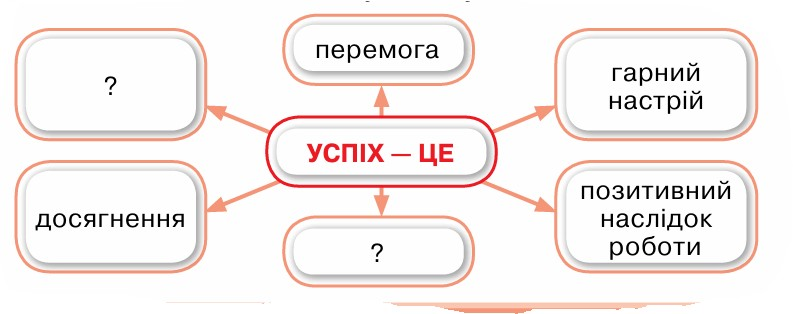 перемога
?
гарний
настрій
УСПІХ — ЦЕ
досягнення
?
позитивний
наслідок
роботи